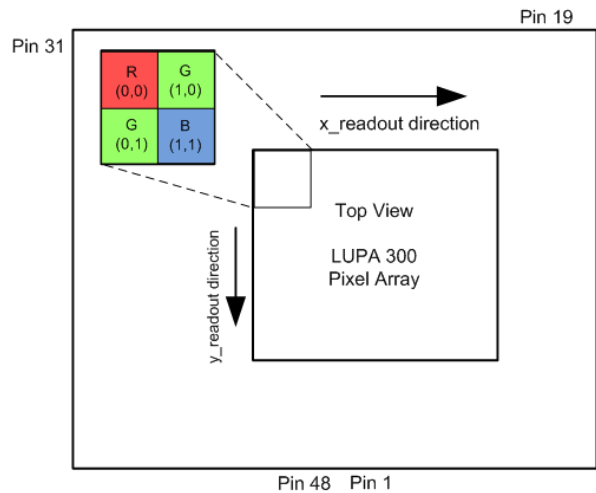 Pin 19
Pin 31
R G
(0,0) (1,0)
G B
(0,1) (1,1)
x_readout direction
Top View
LUPA 300
Pixel Array
y_readout direction
Pin 48 Pin 1